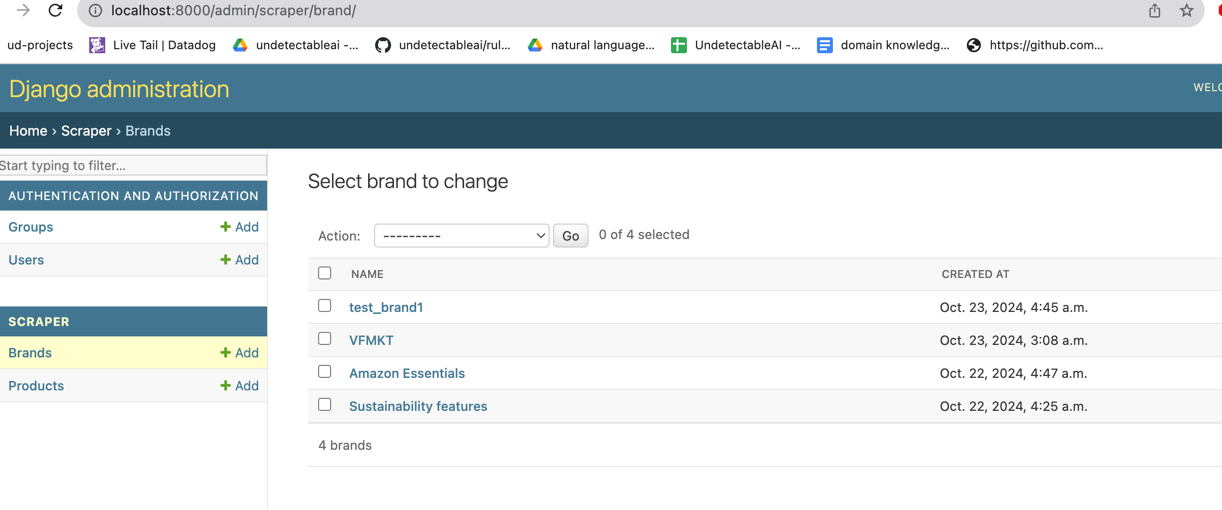 localhost:8000/admin/scraper/brand/
ud-projects Live Tail | Datadog undetectableai -... undetectableai/rul... natural language... UndetectableAI -... domain knowledg... https://github.com...
Django administration
WELC
Home › Scraper › Brands
Start typing to filter...
AUTHENTICATION AND AUTHORIZATION
Groups + Add
Users + Add
SCRAPER
Brands + Add
Products + Add
Select brand to change
Action: --------- Go 0 of 4 selected
NAME CREATED AT
test_brand1 Oct. 23, 2024, 4:45 a.m.
VFMKT Oct. 23, 2024, 3:08 a.m.
Amazon Essentials Oct. 22, 2024, 4:47 a.m.
Sustainability features Oct. 22, 2024, 4:25 a.m.
4 brands